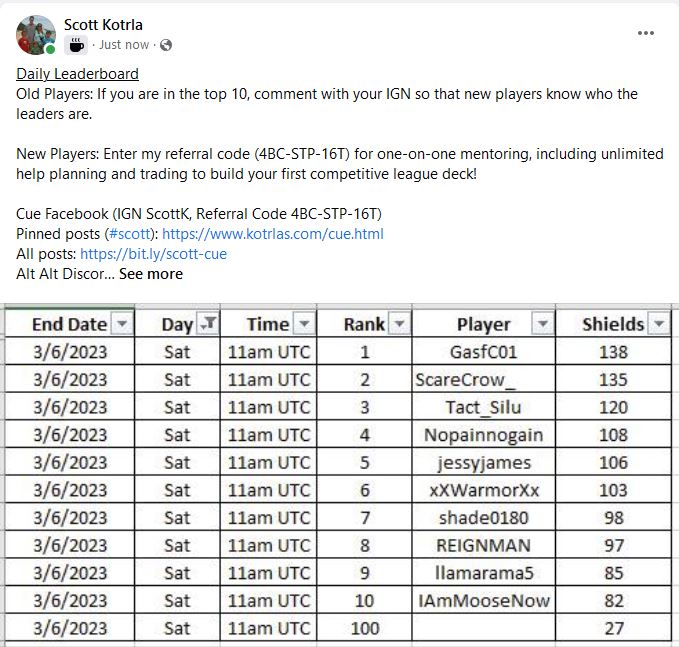 Scott Kotrla
· Just now ·
Daily Leaderboard
Old Players: If you are in the top 10, comment with your IGN so that new players know who the
leaders are.
New Players: Enter my referral code (4BC-STP-16T) for one-on-one mentoring, including unlimited
help planning and trading to build your first competitive league deck!
Cue Facebook (IGN ScottK, Referral Code 4BC-STP-16T)
Pinned posts (#scott): https://www.kotrlas.com/cue.html
All posts: https://bit.ly/scott-cue
Alt Alt Discor... See more
End Date Day Time Rank Player Shields
3/6/2023 Sat 11am UTC 1 GasfC01 138
3/6/2023 Sat 11am UTC 2 ScareCrow_ 135
3/6/2023 Sat 11am UTC 3 Tact_Silu 120
3/6/2023 Sat 11am UTC 4 Nopainnogain 108
3/6/2023 Sat 11am UTC 5 jessyjames 106
3/6/2023 Sat 11am UTC 6 xXWarmorXx 103
3/6/2023 Sat 11am UTC 7 shade0180 98
3/6/2023 Sat 11am UTC 8 REIGNMAN 97
3/6/2023 Sat 11am UTC 9 llamarama5 85
3/6/2023 Sat 11am UTC 10 IAmMooseNow 82
3/6/2023 Sat 11am UTC 100 27